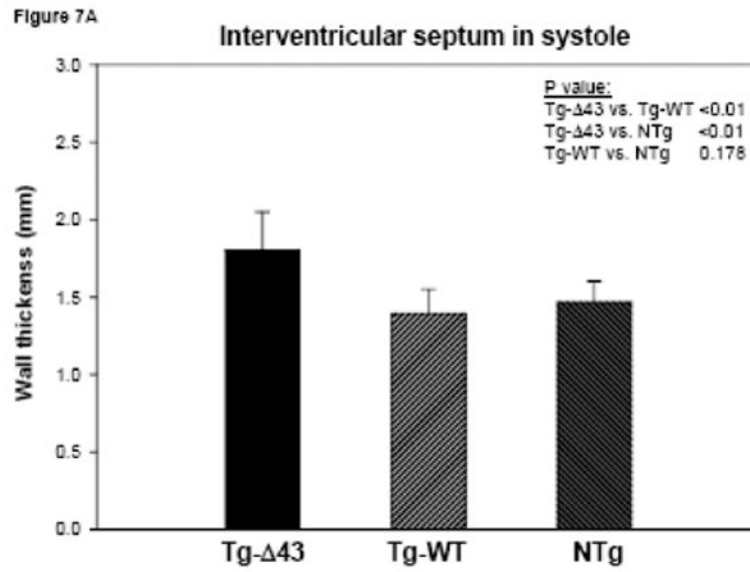 Figure 7A
Interventricular septum in systole
P value:
Tg-Δ43 vs. Tg-WT <0.01
Tg-Δ43 vs. NTg <0.01
Tg-WT vs. NTg 0.178
Wall thickenss (mm)
3.0
2.5
2.0
1.5
1.0
0.5
0.0
Tg-Δ43 Tg-WT NTg